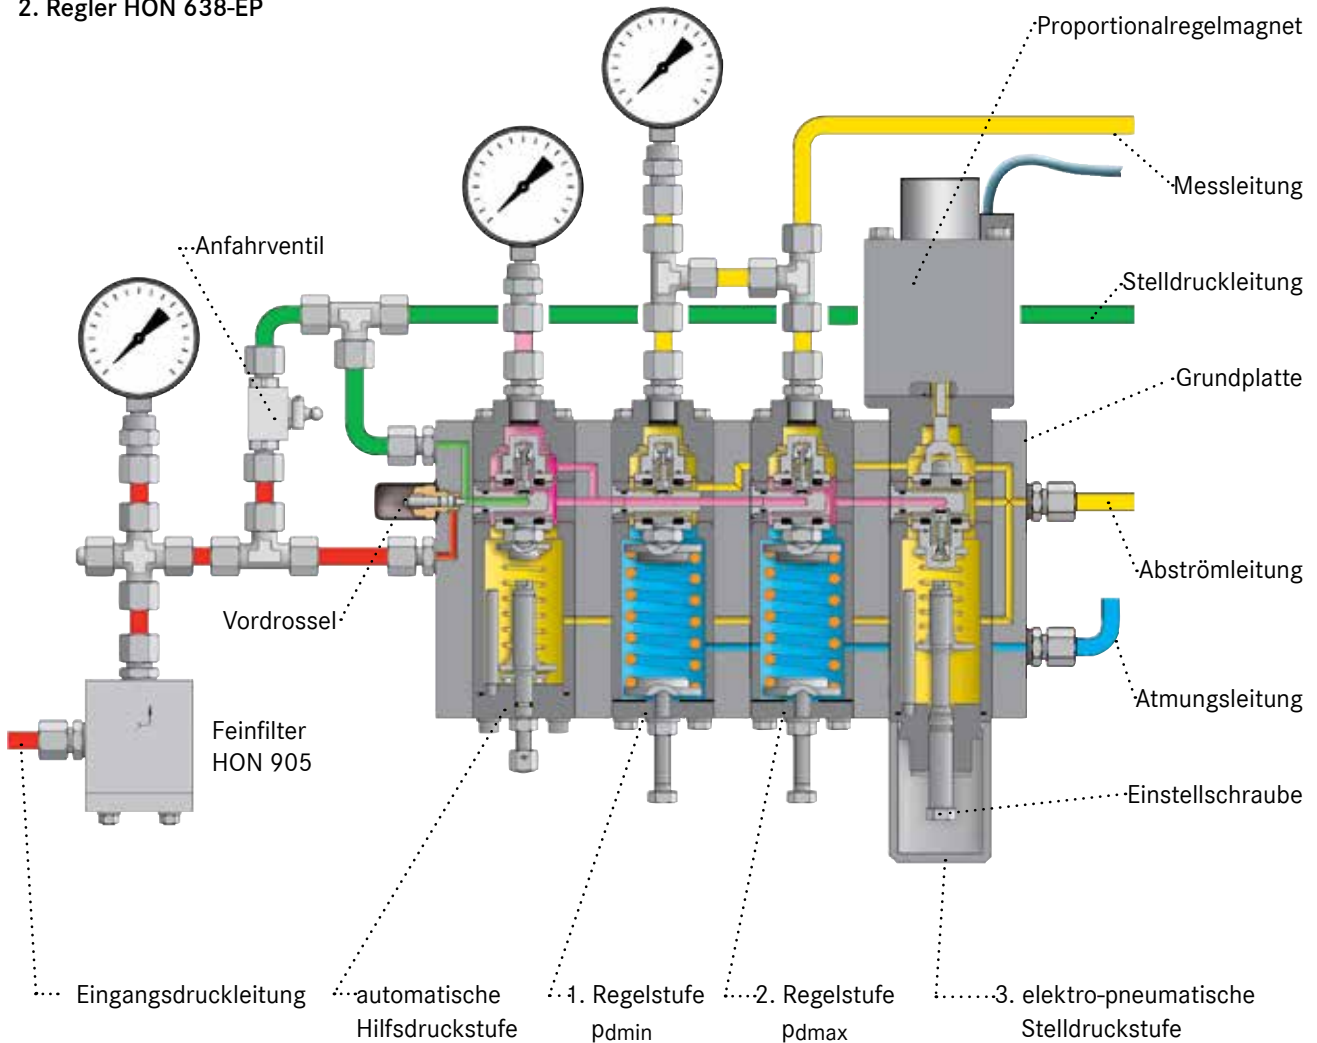 2. Regler HON 638-EP
Proportionalregelmagnet
Messleitung
Anfahrventil
Stelldruckleitung
Grundplatte
Abströmleitung
Vordrossel
Atmungsleitung
Feinfilter
HON 905
Einstellschraube
Eingangsdruckleitung
automatische
Hilfsdruckstufe
1. Regelstufe
pdmin
2. Regelstufe
pdmax
3. elektro-pneumatische
Stelldruckstufe